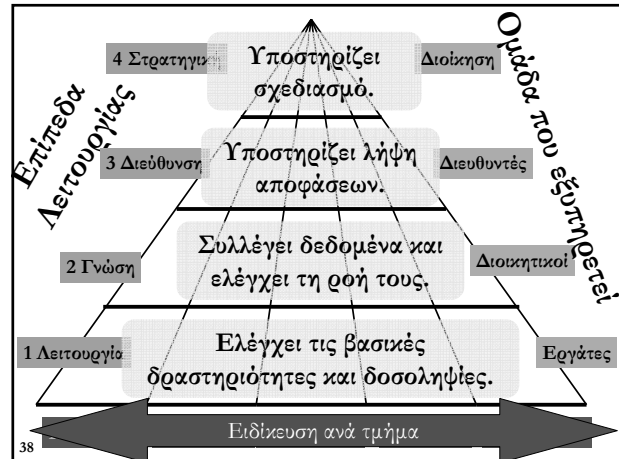 Επίπεδα
Λειτουργίας
Ομάδα που εξυπηρετεί
4 Στρατηγικ
Υποστηρίζει
σχεδιασμό.
Διοίκηση
3 Διεύθυνση
Υποστηρίζει λήψη
αποφάσεων.
Διευθυντές
2 Γνώση
Συλλέγει δεδομένα και
ελέγχει τη ροή τους.
Διοικητικοί
1 Λειτουργία
Ελέγχει τις βασικές
δραστηριότητες και δοσοληψίες.
Εργάτες
Ειδίκευση ανά τμήμα
38